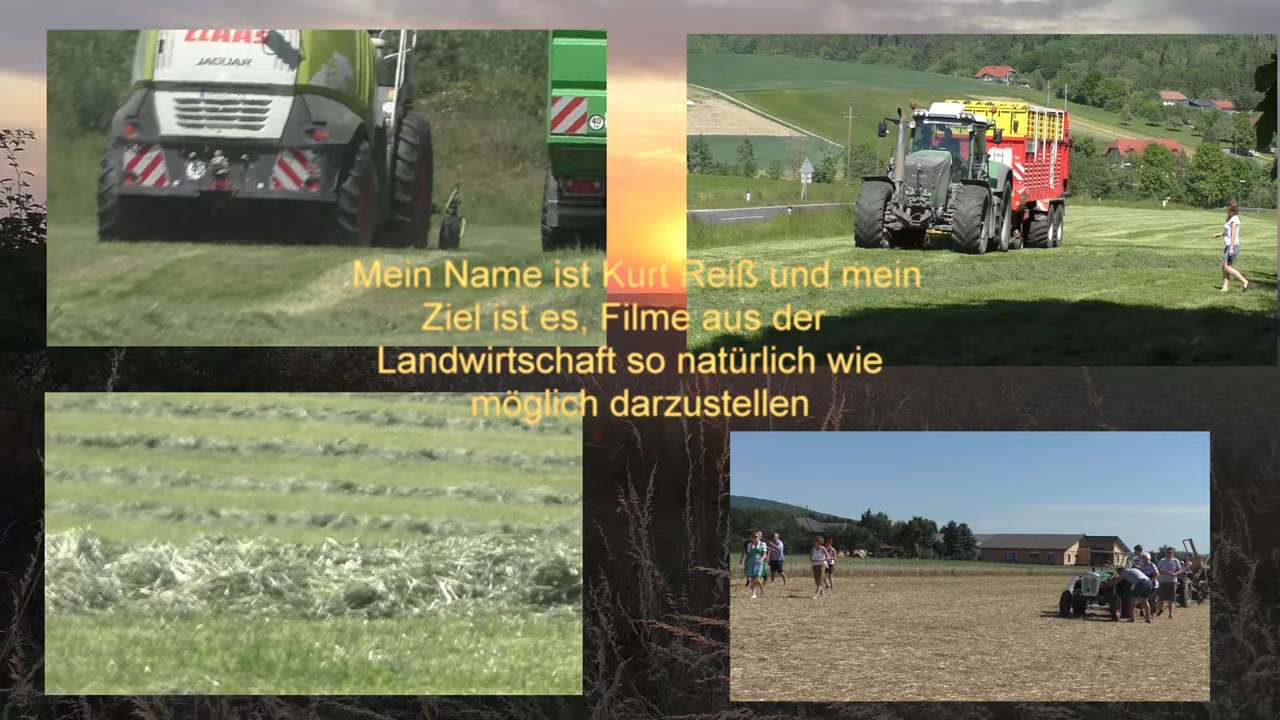 CLAAS
JAGUAR
40
Mein Name ist Kurt Reiß und mein
Ziel ist es, Filme aus der
Landwirtschaft so natürlich wie
möglich darzustellen